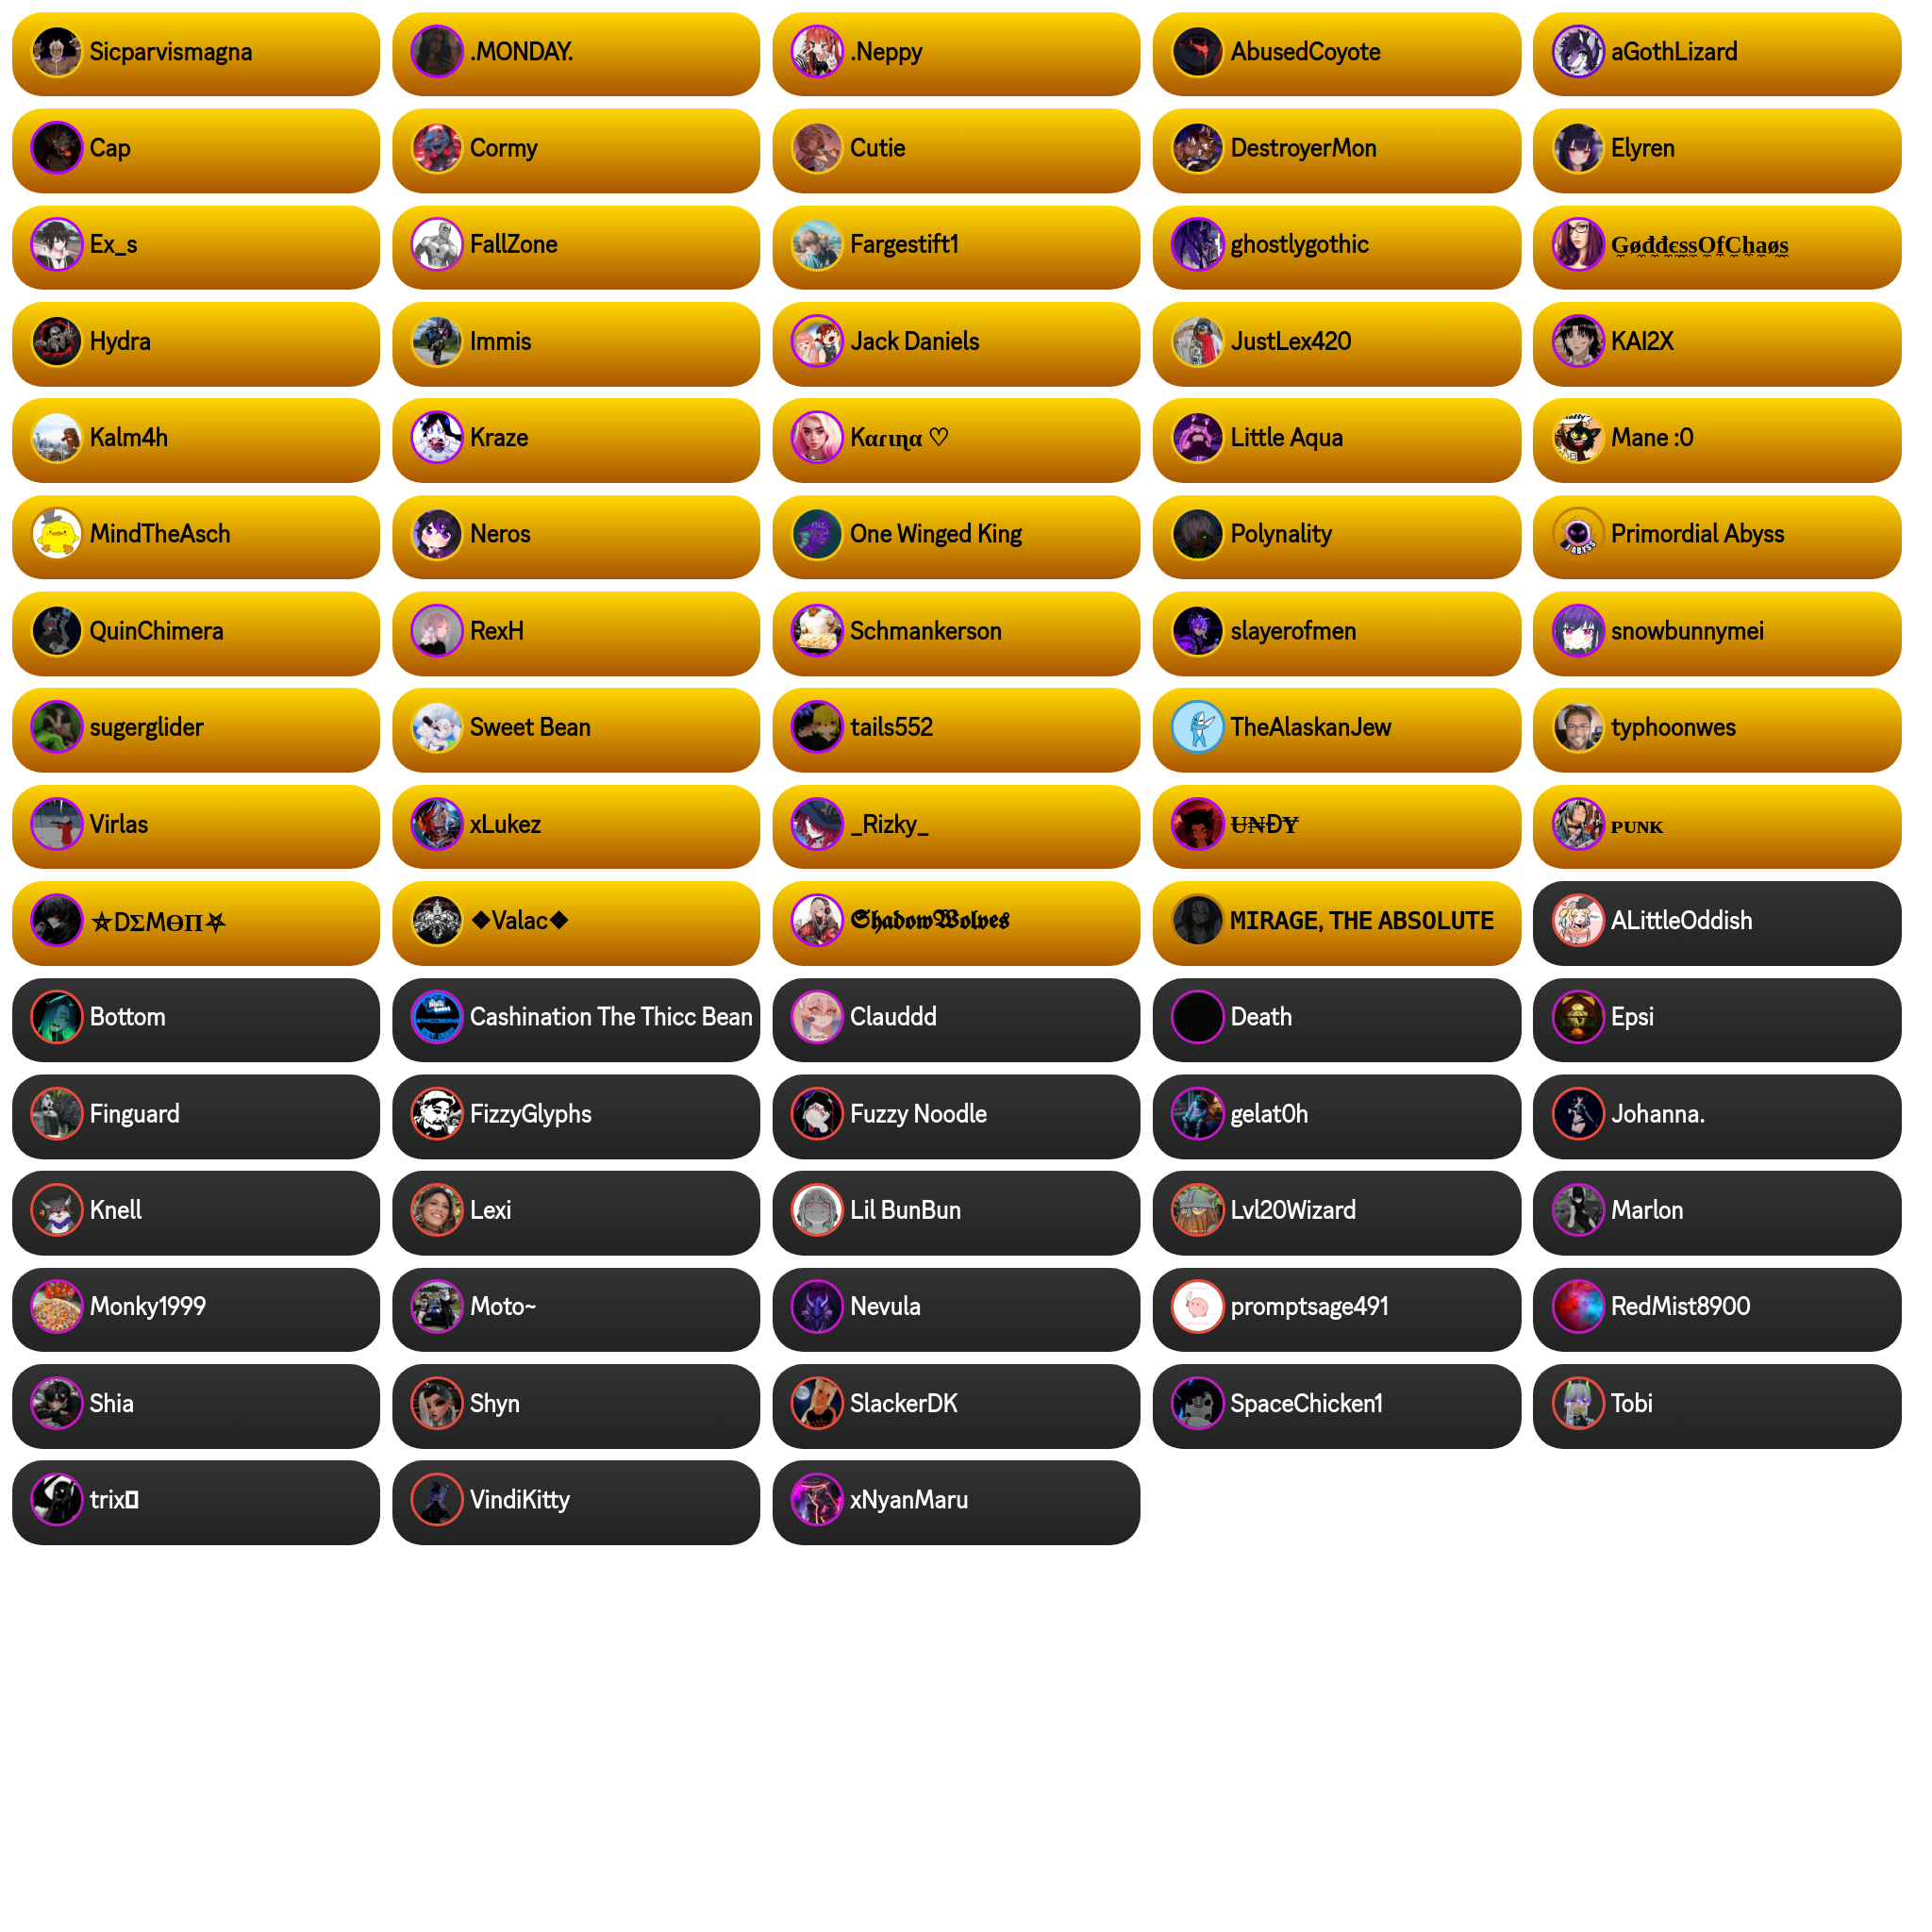 Sicparvismagna .MONDAY. .Neppy AbusedCoyote aGothLizard
Cap Cormy Cutie DestroyerMon Elyren
Ex_s FallZone Fargestift1 ghostlygothic G̼ø̼đ̼đ̼є̼s̼s̼O̼f̼C̼h̼a̼ø̼s̼
Hydra Immis Jack Daniels JustLex420 KAI2X
Kalm4h Kraze Kαɾιɳα ♡ Little Aqua Mane :0
MindTheAsch Neros One Winged King Polynality Primordial Abyss
QuinChimera RexH Schmankerson slayerofmen snowbunnymei
sugerglider Sweet Bean tails552 TheAlaskanJew typhoonwes
Virlas xLukez _Rizky_ U̶₦ĐɎ ᴘᴜɴᴋ
⛤DΣMӨП⛧ ❖Valac❖ 𝕾𝖍𝖆𝖉𝖔𝖜𝖂𝖔𝖑𝖛𝖊𝖘 MIRAGE, THE ABSOLUTE ALittleOddish
Bottom Cashination The Thicc Bean Clauddd Death Epsi
Finguard FizzyGlyphs Fuzzy Noodle gelat0h Johanna.
Knell Lexi Lil BunBun Lvl20Wizard Marlon
Monky1999 Moto~ Nevula promptsage491 RedMist8900
Shia Shyn SlackerDK SpaceChicken1 Tobi
trix VindiKitty xNyanMaru